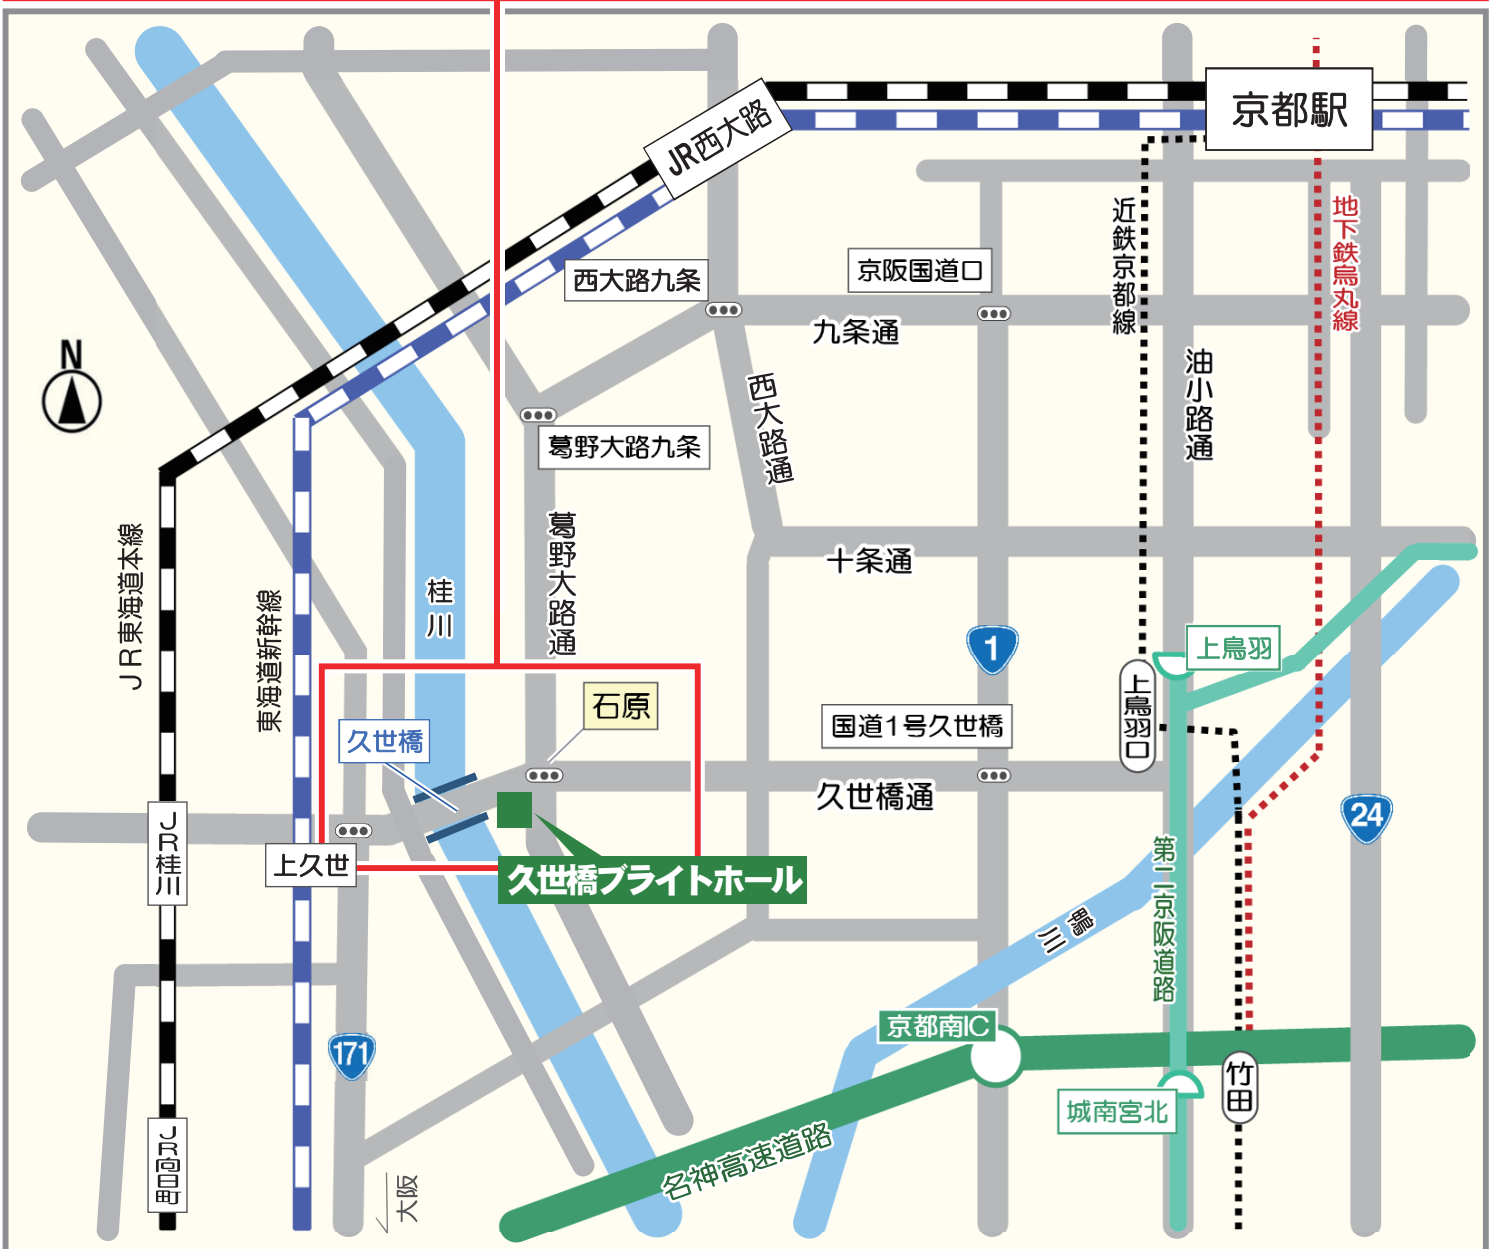 京都駅
JR西大路
近鉄京都線
地下鉄烏丸線
西大路九条
京阪国道口
九条通
油小路通
N
西大路通
葛野大路九条
葛野大路通
JR東海道本線
東海道新幹線
桂川
十条通
1
上鳥羽
上鳥羽口
石原
久世橋
国道1号久世橋
久世橋通
24
JR桂川
上久世
久世橋ブライトホール
第二京阪道路
鴨川
京都南IC
171
竹田
城南宮北
JR向日町
大阪
名神高速道路